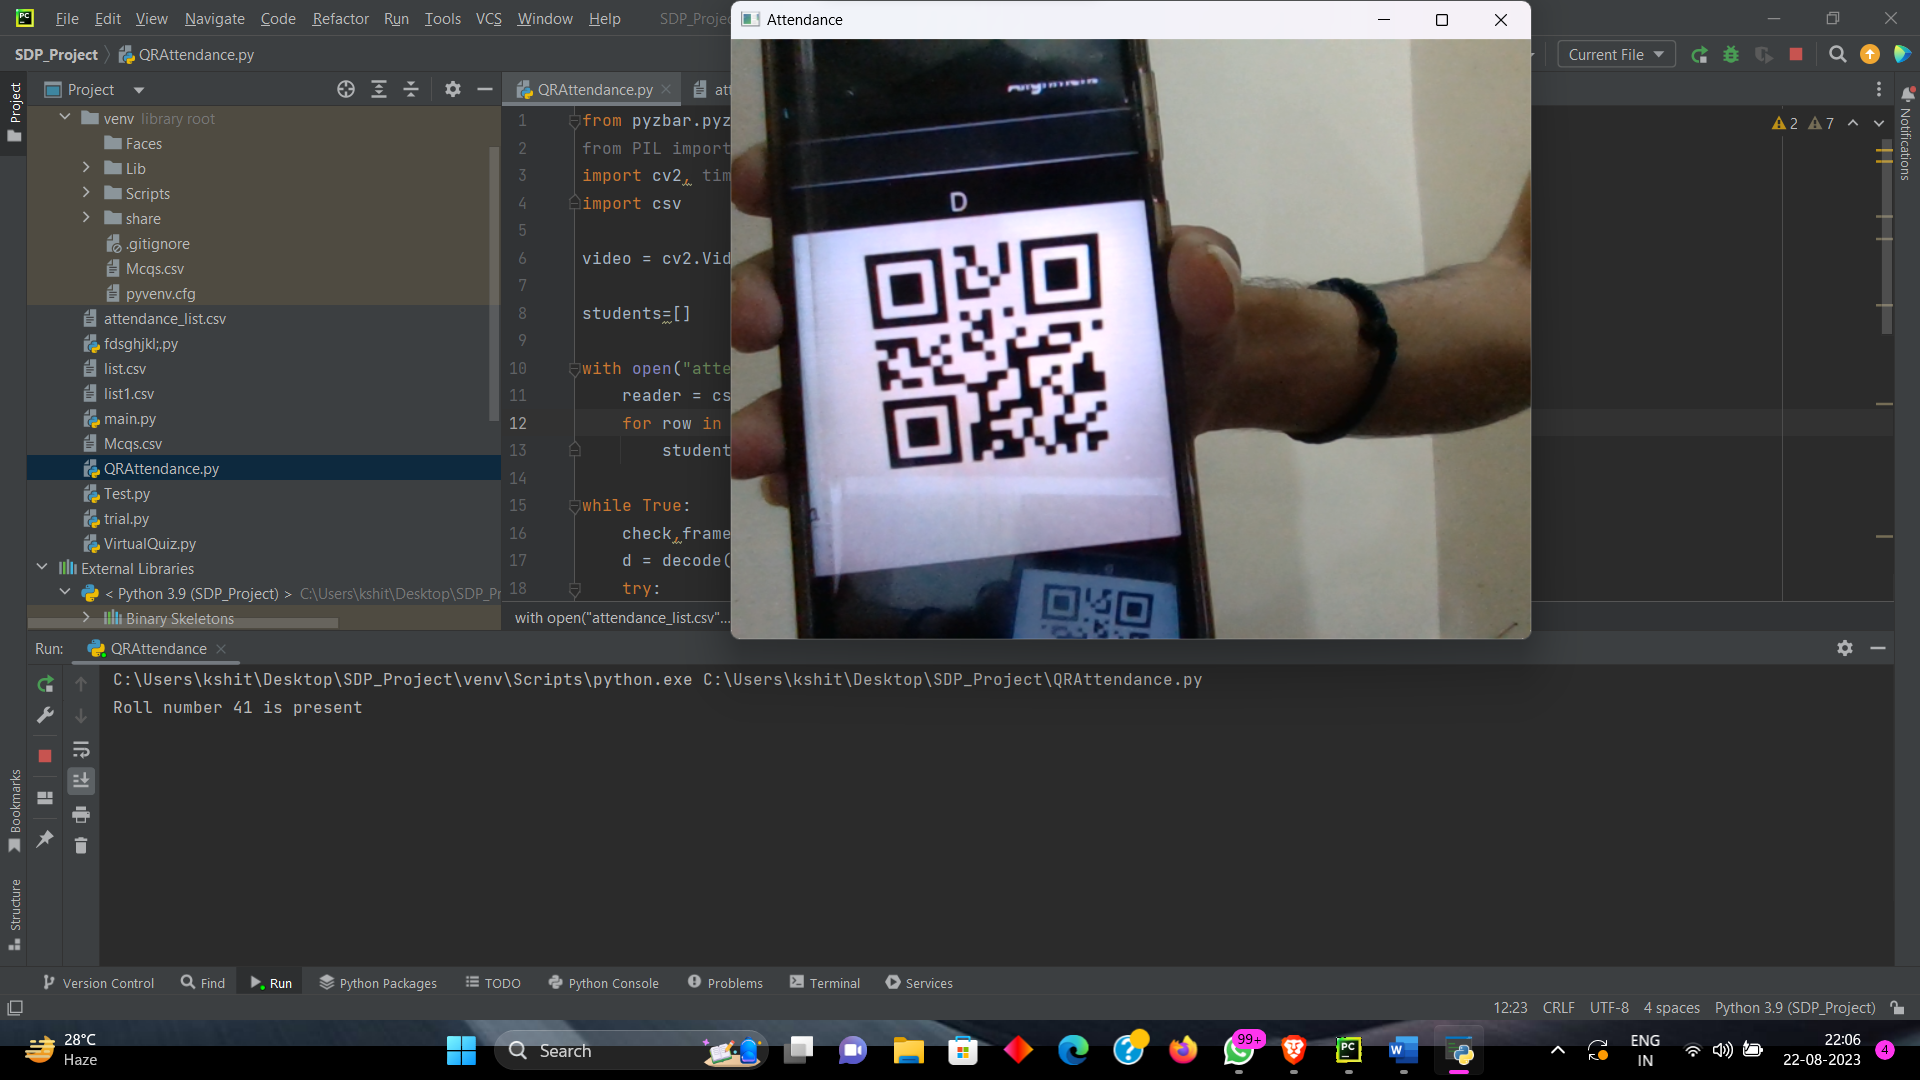 File Edit View Navigate Code Refactor Run Tools VCS Window Help SDP_Projec
Attendance
SDP_Project QRAttendance.py
Current File
Project
Project
QRAttendance.py
att
Notifications
venv library root
Faces
Lib
Scripts
share
.gitignore
Mcqs.csv
pyvenv.cfg
attendance_list.csv
fdsghjkl;.py
list.csv
list1.csv
main.py
Mcqs.csv
QRAttendance.py
Test.py
trial.py
VirtualQuiz.py
External Libraries
< Python 3.9 (SDP_Project) > C:\Users\kshit\Desktop\SDP_Pr
Binary Skeletons
1 from pyzbar.pyz
2 from PIL import
3 import cv2, tim
4 import csv
5
6 video = cv2.Vid
7
8 students=[]
9
10 with open("atte
11 reader = cs
12 for row in
13 student
14
15 while True:
16 check,frame
17 d = decode(
18 try:
with open("attendance_list.csv"...
2 7
Alignment
D
Run: QRAttendance
C:\Users\kshit\Desktop\SDP_Project\venv\Scripts\python.exe C:\Users\kshit\Desktop\SDP_Project\QRAttendance.py
Roll number 41 is present
Bookmarks
Structure
Version Control Find Run Python Packages TODO Python Console Problems Terminal Services
12:23 CRLF UTF-8 4 spaces Python 3.9 (SDP_Project)
28°C
Haze
Search
99+
PC
W
ENG
IN
22:06
22-08-2023
4